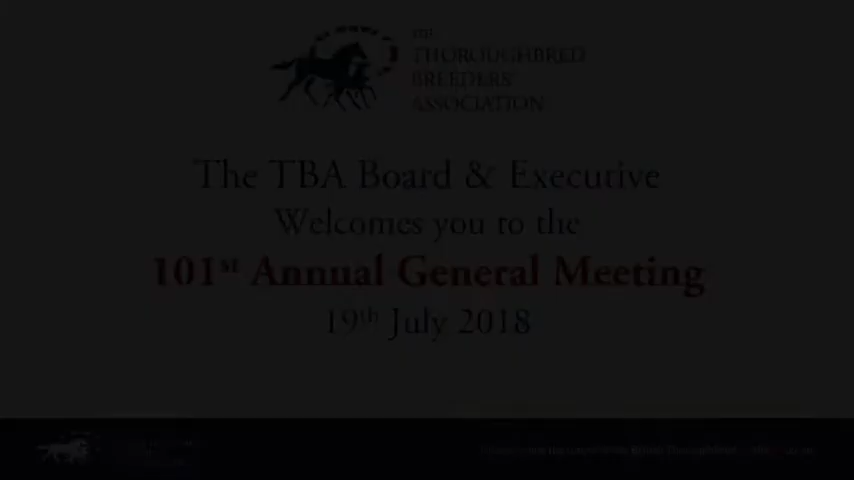 THE
THOROUGHBRED
BREEDERS'
ASSOCIATION
The TBA Board & Executive
Welcomes you to the
101st Annual General Meeting
19th July 2018